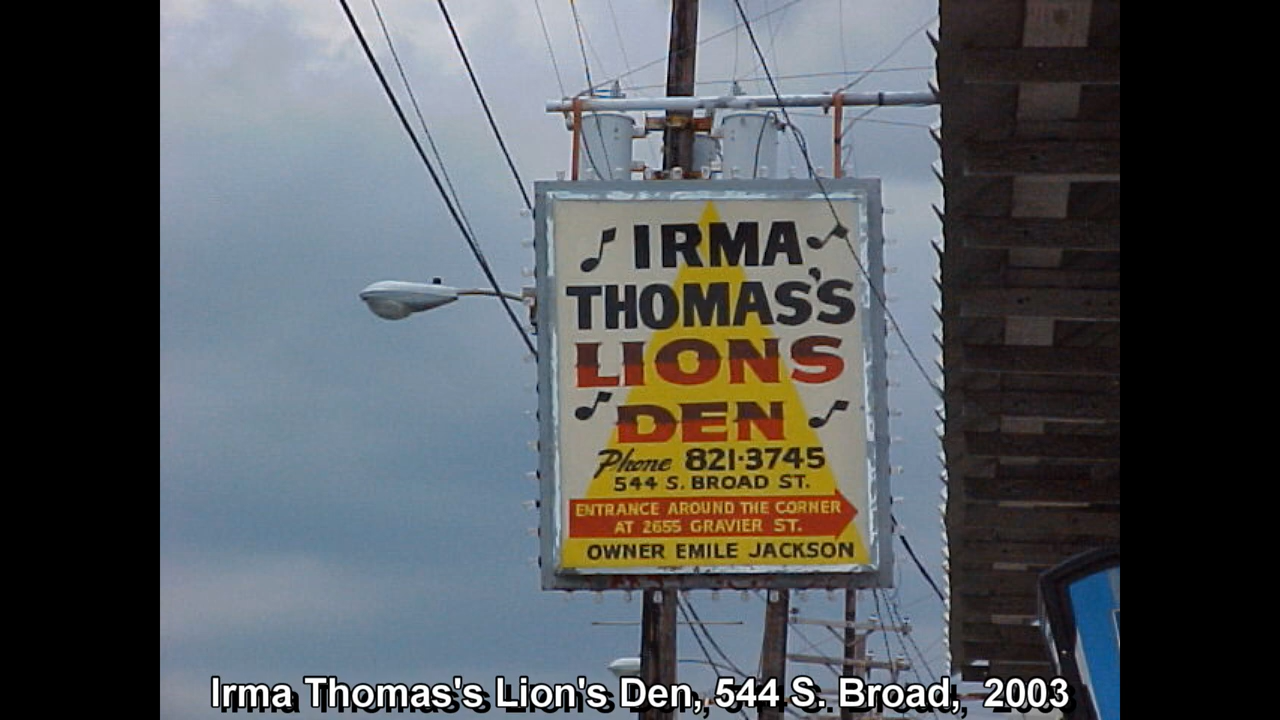 IRMA
THOMAS'S
LIONS
DEN
Phone 821-3745
544 S. BROAD ST.
ENTRANCE AROUND THE CORNER
AT 2655 GRAVIER ST.
OWNER EMILE JACKSON
Irma Thomas's Lion's Den, 544 S. Broad, 2003